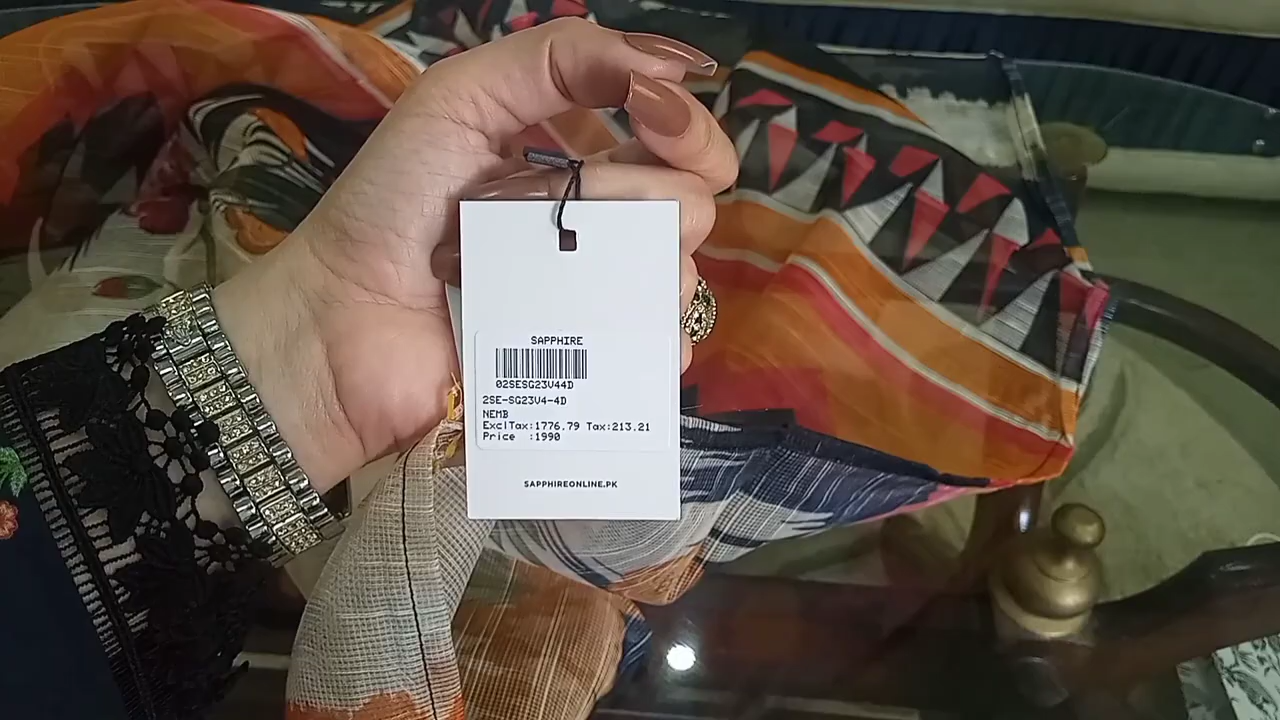 SAPPHIRE
02SESG23V44D
2SE-SG23V4-4D
NEMB
ExclTax:1776.79 Tax:213.21
Price :1990
SAPPHIREONLINE.PK